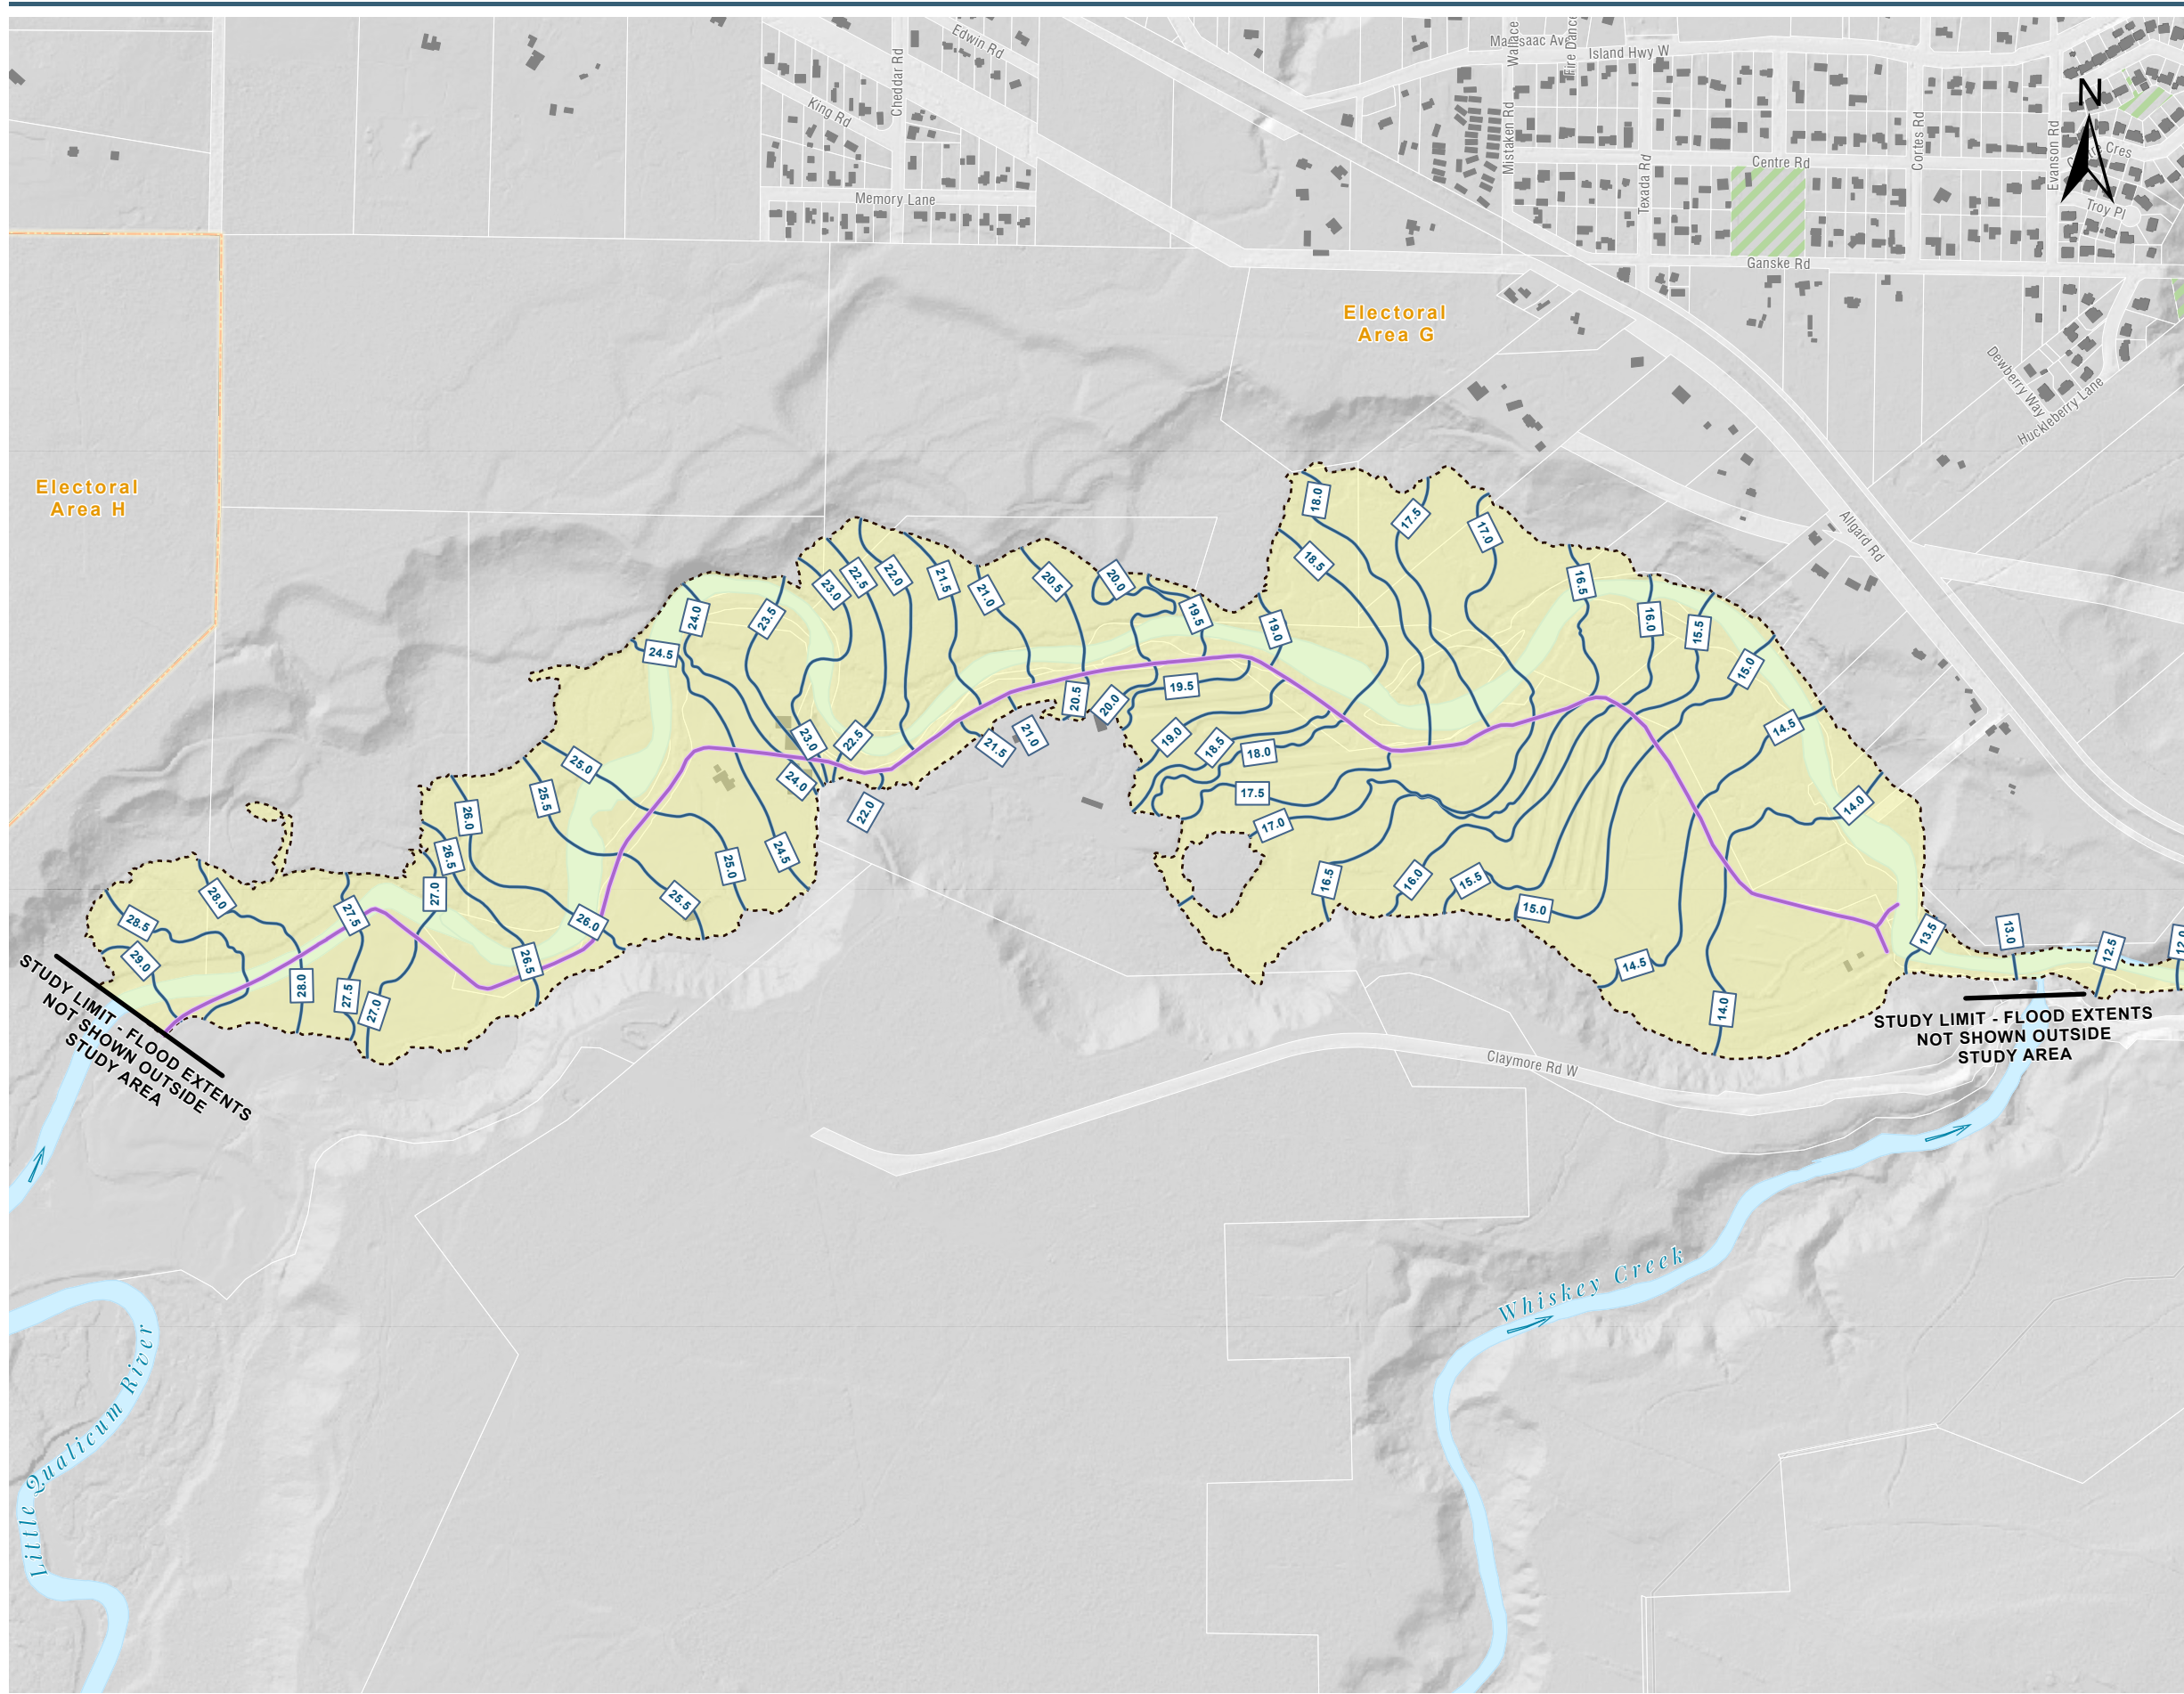 Edwin Rd
Cheddar Rd
King Rd
Memory Lane
Island Hwy W
Mistaken Rd
Texada Rd
Centre Rd
Cortes Rd
Evanson Rd
Troy Pl
Ganske Rd
N
Dewberry Way
Huckleberry Lane
Allgard Rd
Electoral
Area G
Electoral
Area H
18.0
17.5
17.0
18.5
16.5
16.0
15.5
15.0
14.5
14.0
23.0
22.5
22.0
21.5
21.0
20.5
20.0
19.5
19.0
24.0
23.5
24.5
20.5
20.0
19.5
19.0
18.5
18.0
17.5
17.0
16.5
16.0
15.5
15.0
14.5
14.0
23.0
22.5
24.0
22.0
21.5
21.0
25.0
25.5
26.0
26.5
27.0
24.5
25.0
25.5
26.0
26.5
27.5
28.0
28.5
29.0
28.0
27.5
27.0
13.5
13.0
12.5
12.0
STUDY LIMIT - FLOOD EXTENTS
NOT SHOWN OUTSIDE
STUDY AREA
STUDY LIMIT - FLOOD EXTENTS
NOT SHOWN OUTSIDE
STUDY AREA
Claymore Rd W
Whiskey Creek
Little Qualicum River